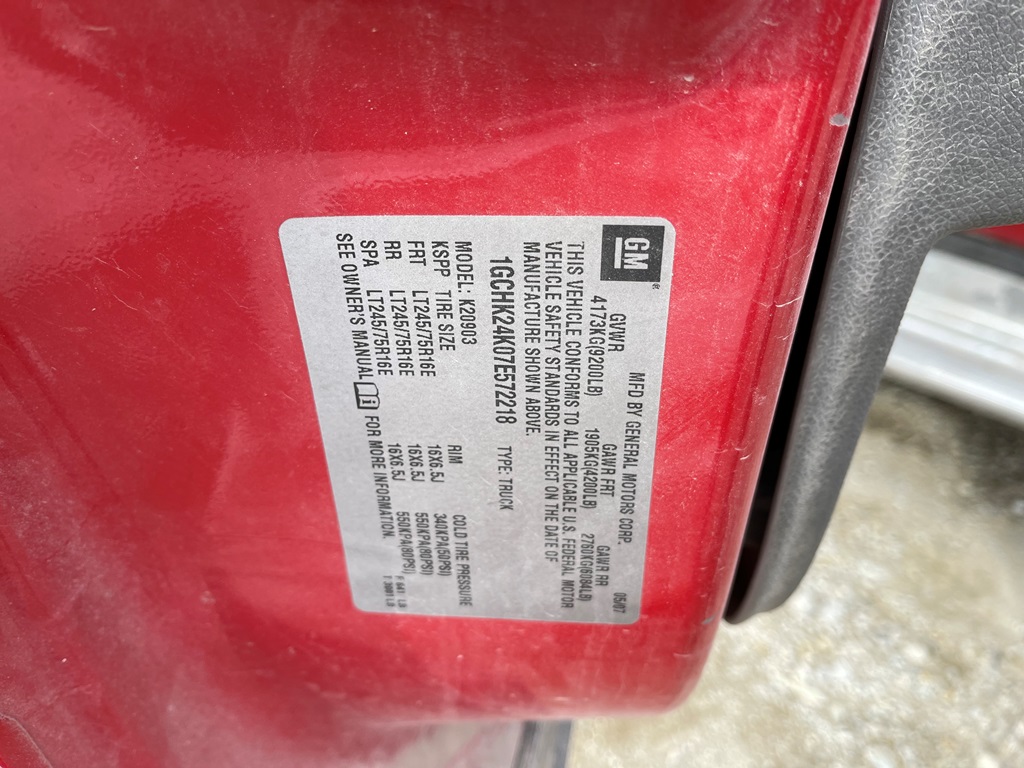 GM
MFD BY GENERAL MOTORS CORP. 05/07
GVWR GAWR FRT GAWR RR
4173KG(9200LB) 1905KG(4200LB) 2760KG(6084LB)
THIS VEHICLE CONFORMS TO ALL APPLICABLE U.S. FEDERAL MOTOR
VEHICLE SAFETY STANDARDS IN EFFECT ON THE DATE OF
MANUFACTURE SHOWN ABOVE.
1GCHK24K07E572218 TYPE: TRUCK
MODEL: K20903
KSPP TIRE SIZE RIM COLD TIRE PRESSURE
FRT LT245/75R16E 16X6.5J 340KPA(50PSI)
RR LT245/75R16E 16X6.5J 550KPA(80PSI)
SPA LT245/75R16E 16X6.5J 550KPA(80PSI)
SEE OWNER'S MANUAL FOR MORE INFORMATION.